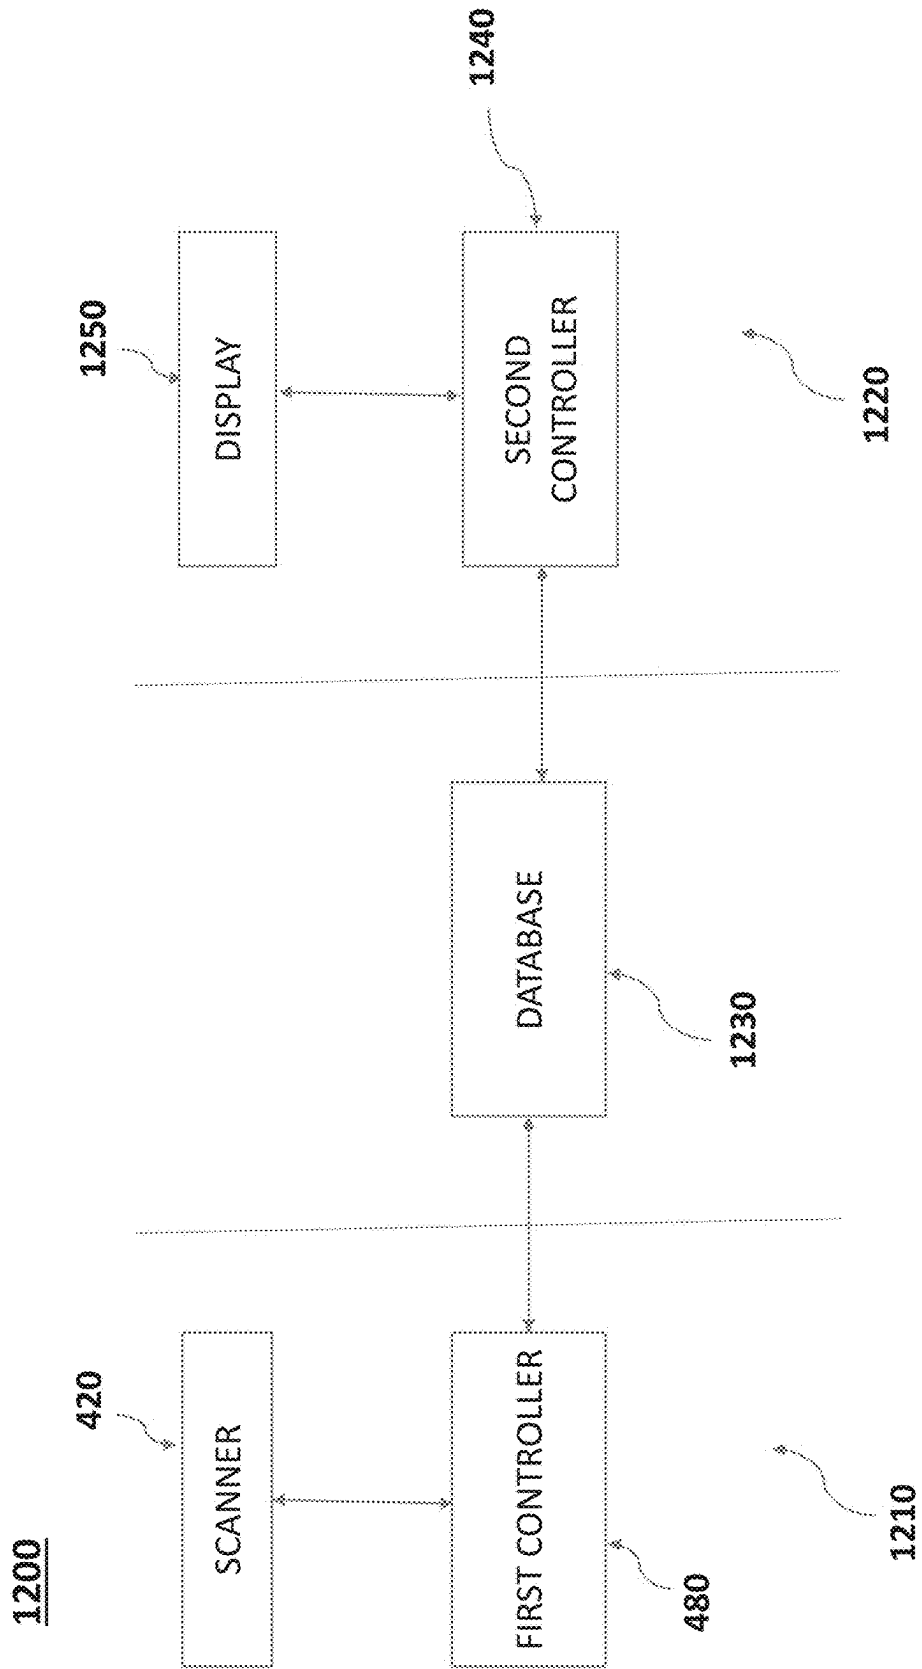 1200
420
SCANNER
FIRST CONTROLLER
480
1210
DATABASE
1230
1250
DISPLAY
SECOND
CONTROLLER
1240
1220